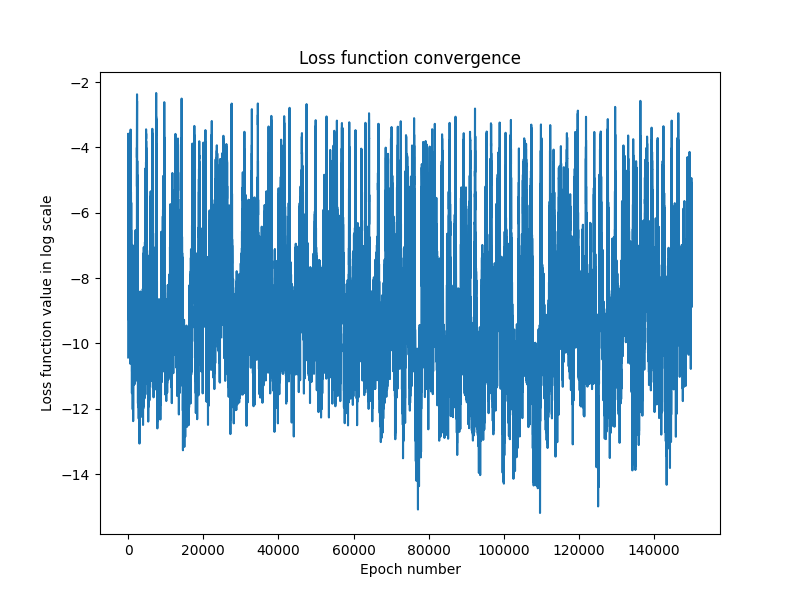 Loss function convergence
Loss function value in log scale
−2
−4
−6
−8
−10
−12
−14
0 20000 40000 60000 80000 100000 120000 140000
Epoch number